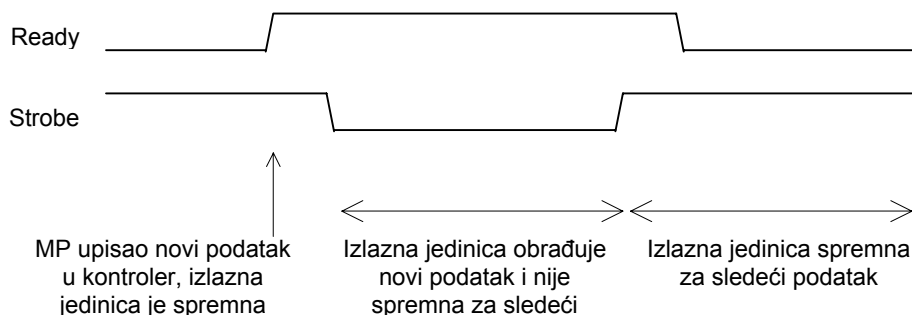 Ready
Strobe
MP upisao novi podatak
u kontroler, izlazna
jedinica je spremna
Izlazna jedinica obrađuje
novi podatak i nije
spremna za sledeći
Izlazna jedinica spremna
za sledeći podatak